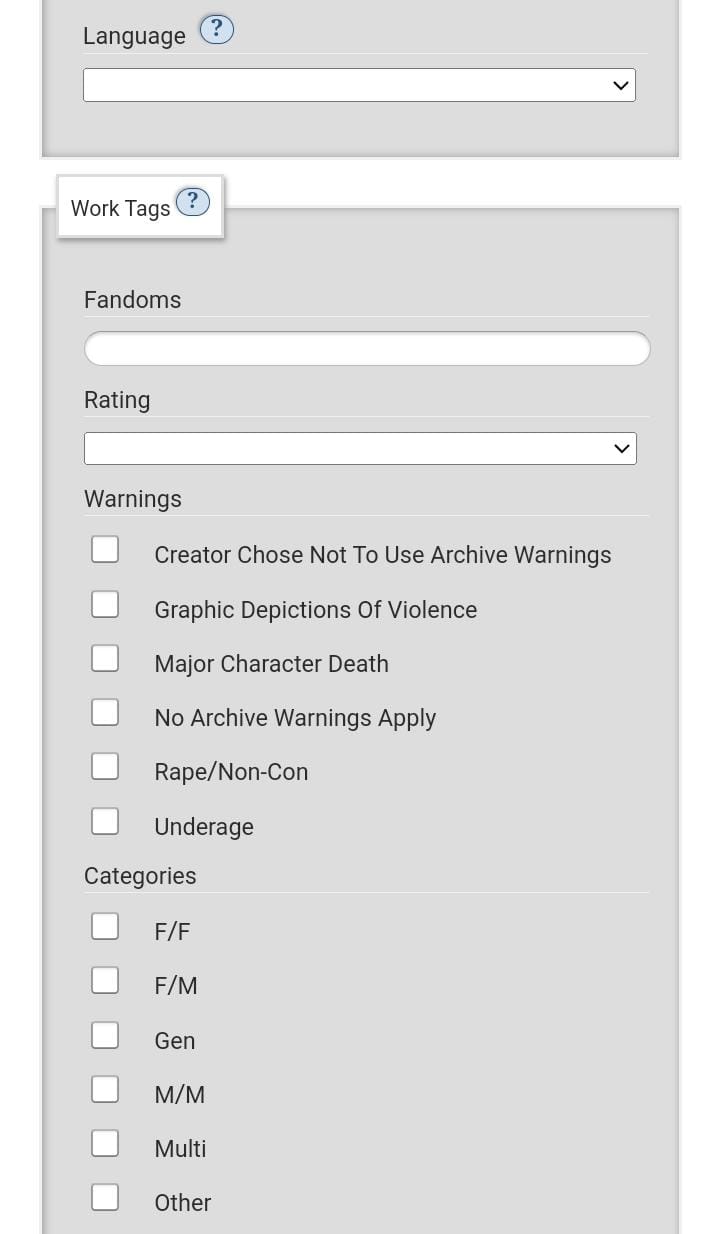 Language ?
Work Tags ?
Fandoms
Rating
Warnings
Creator Chose Not To Use Archive Warnings
Graphic Depictions Of Violence
Major Character Death
No Archive Warnings Apply
Rape/Non-Con
Underage
Categories
F/F
F/M
Gen
M/M
Multi
Other